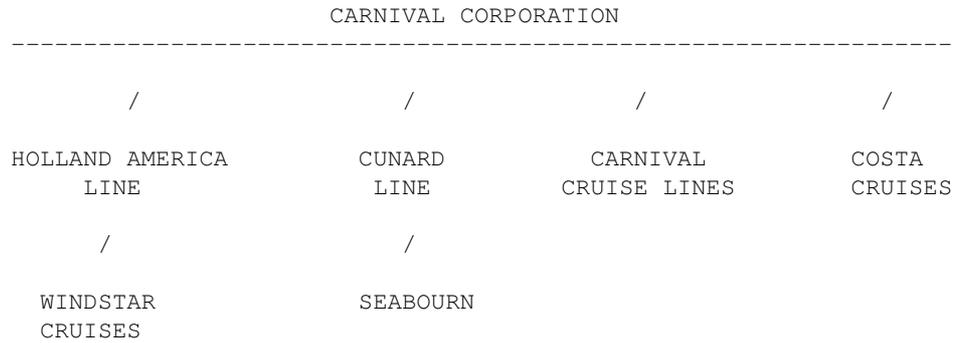 CARNIVAL CORPORATION
-----------------------------------------------------------------
/ / / /
HOLLAND AMERICA CUNARD CARNIVAL COSTA
LINE LINE CRUISE LINES CRUISES
/ /
WINDSTAR SEABOURN
CRUISES